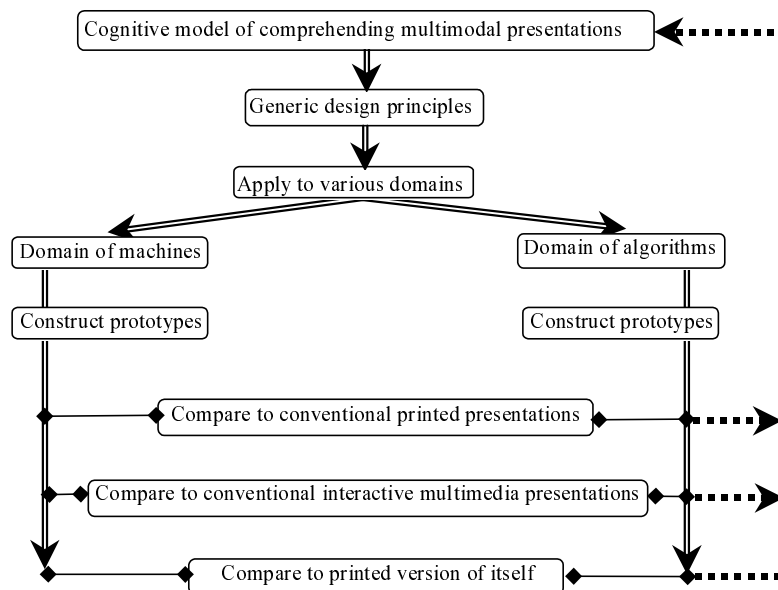 Cognitive model of comprehending multimodal presentations
Generic design principles
Apply to various domains
Domain of machines
Domain of algorithms
Construct prototypes
Construct prototypes
Compare to conventional printed presentations
Compare to conventional interactive multimedia presentations
Compare to printed version of itself